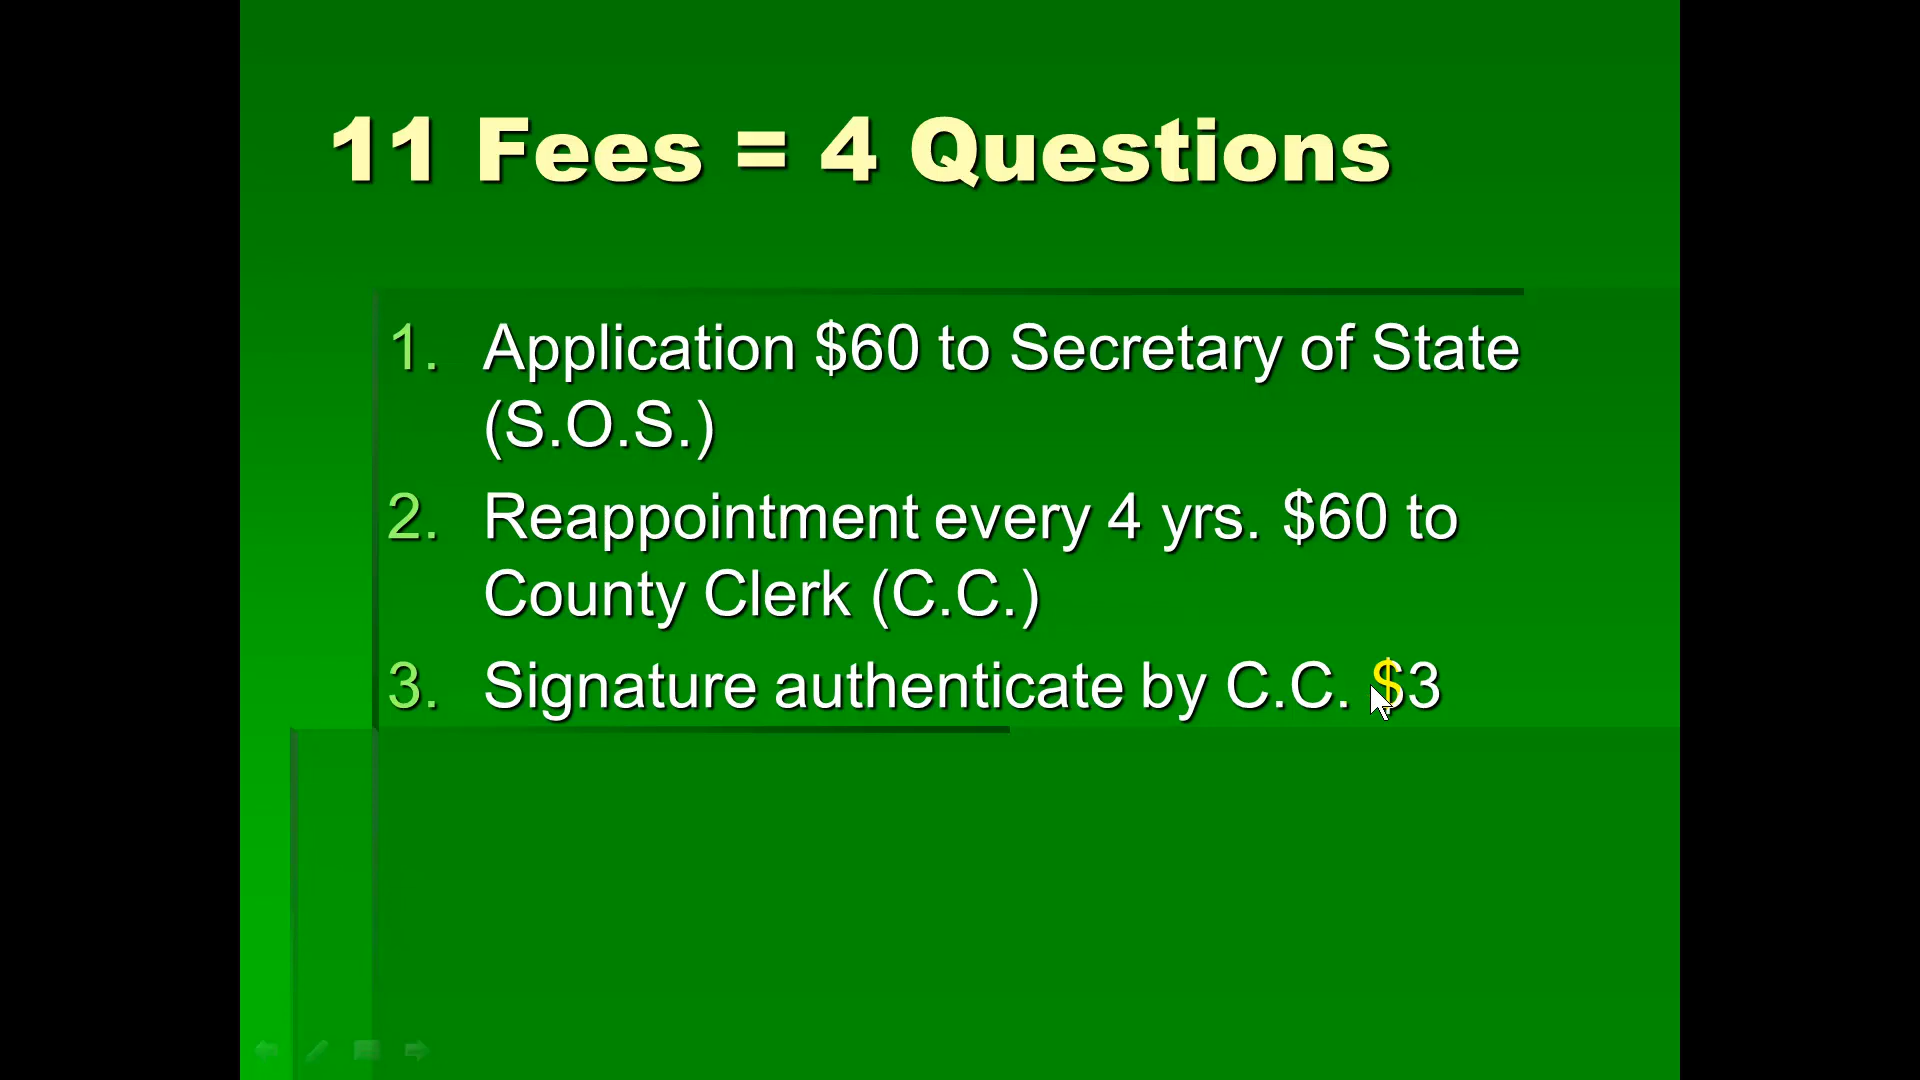 11 Fees = 4 Questions
1. Application $60 to Secretary of State
(S.O.S.)
2. Reappointment every 4 yrs. $60 to
County Clerk (C.C.)
3. Signature authenticate by C.C. $3